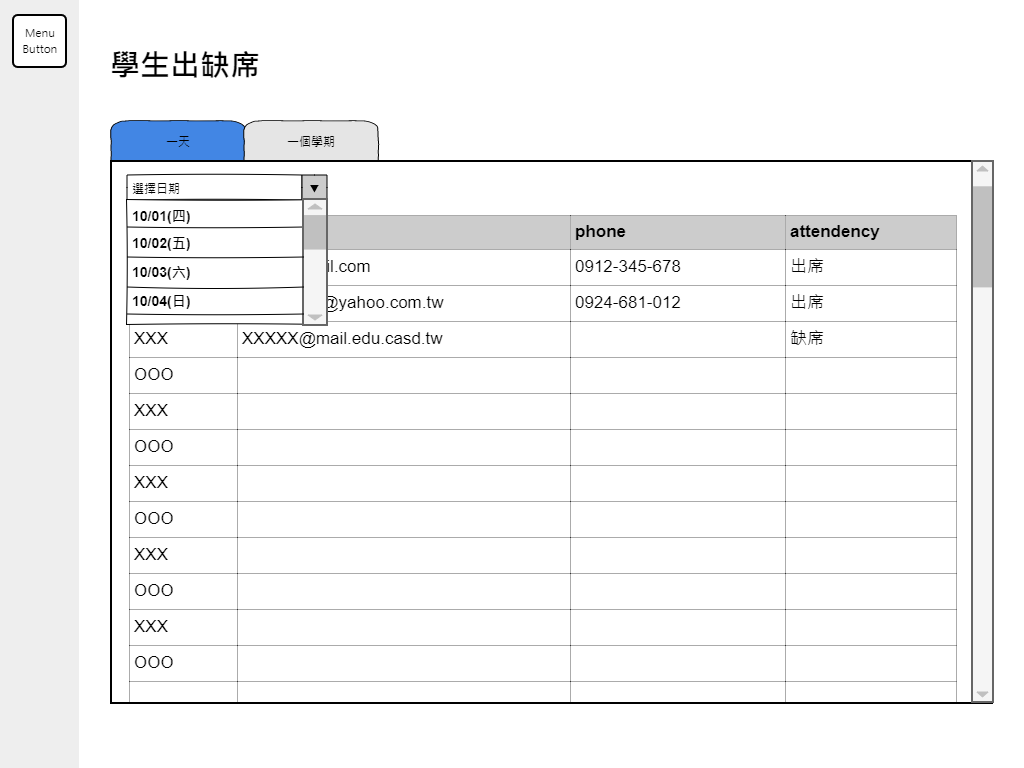 Menu
Button
學生出缺席
一天 一個學期
選擇日期 ▼
10/01(四)
10/02(五)
10/03(六)
10/04(日)
phone attendency
il.com 0912-345-678 出席
@yahoo.com.tw 0924-681-012 出席
XXX XXXXX@mail.edu.casd.tw 缺席
OOO
XXX
OOO
XXX
OOO
XXX
OOO
XXX
OOO